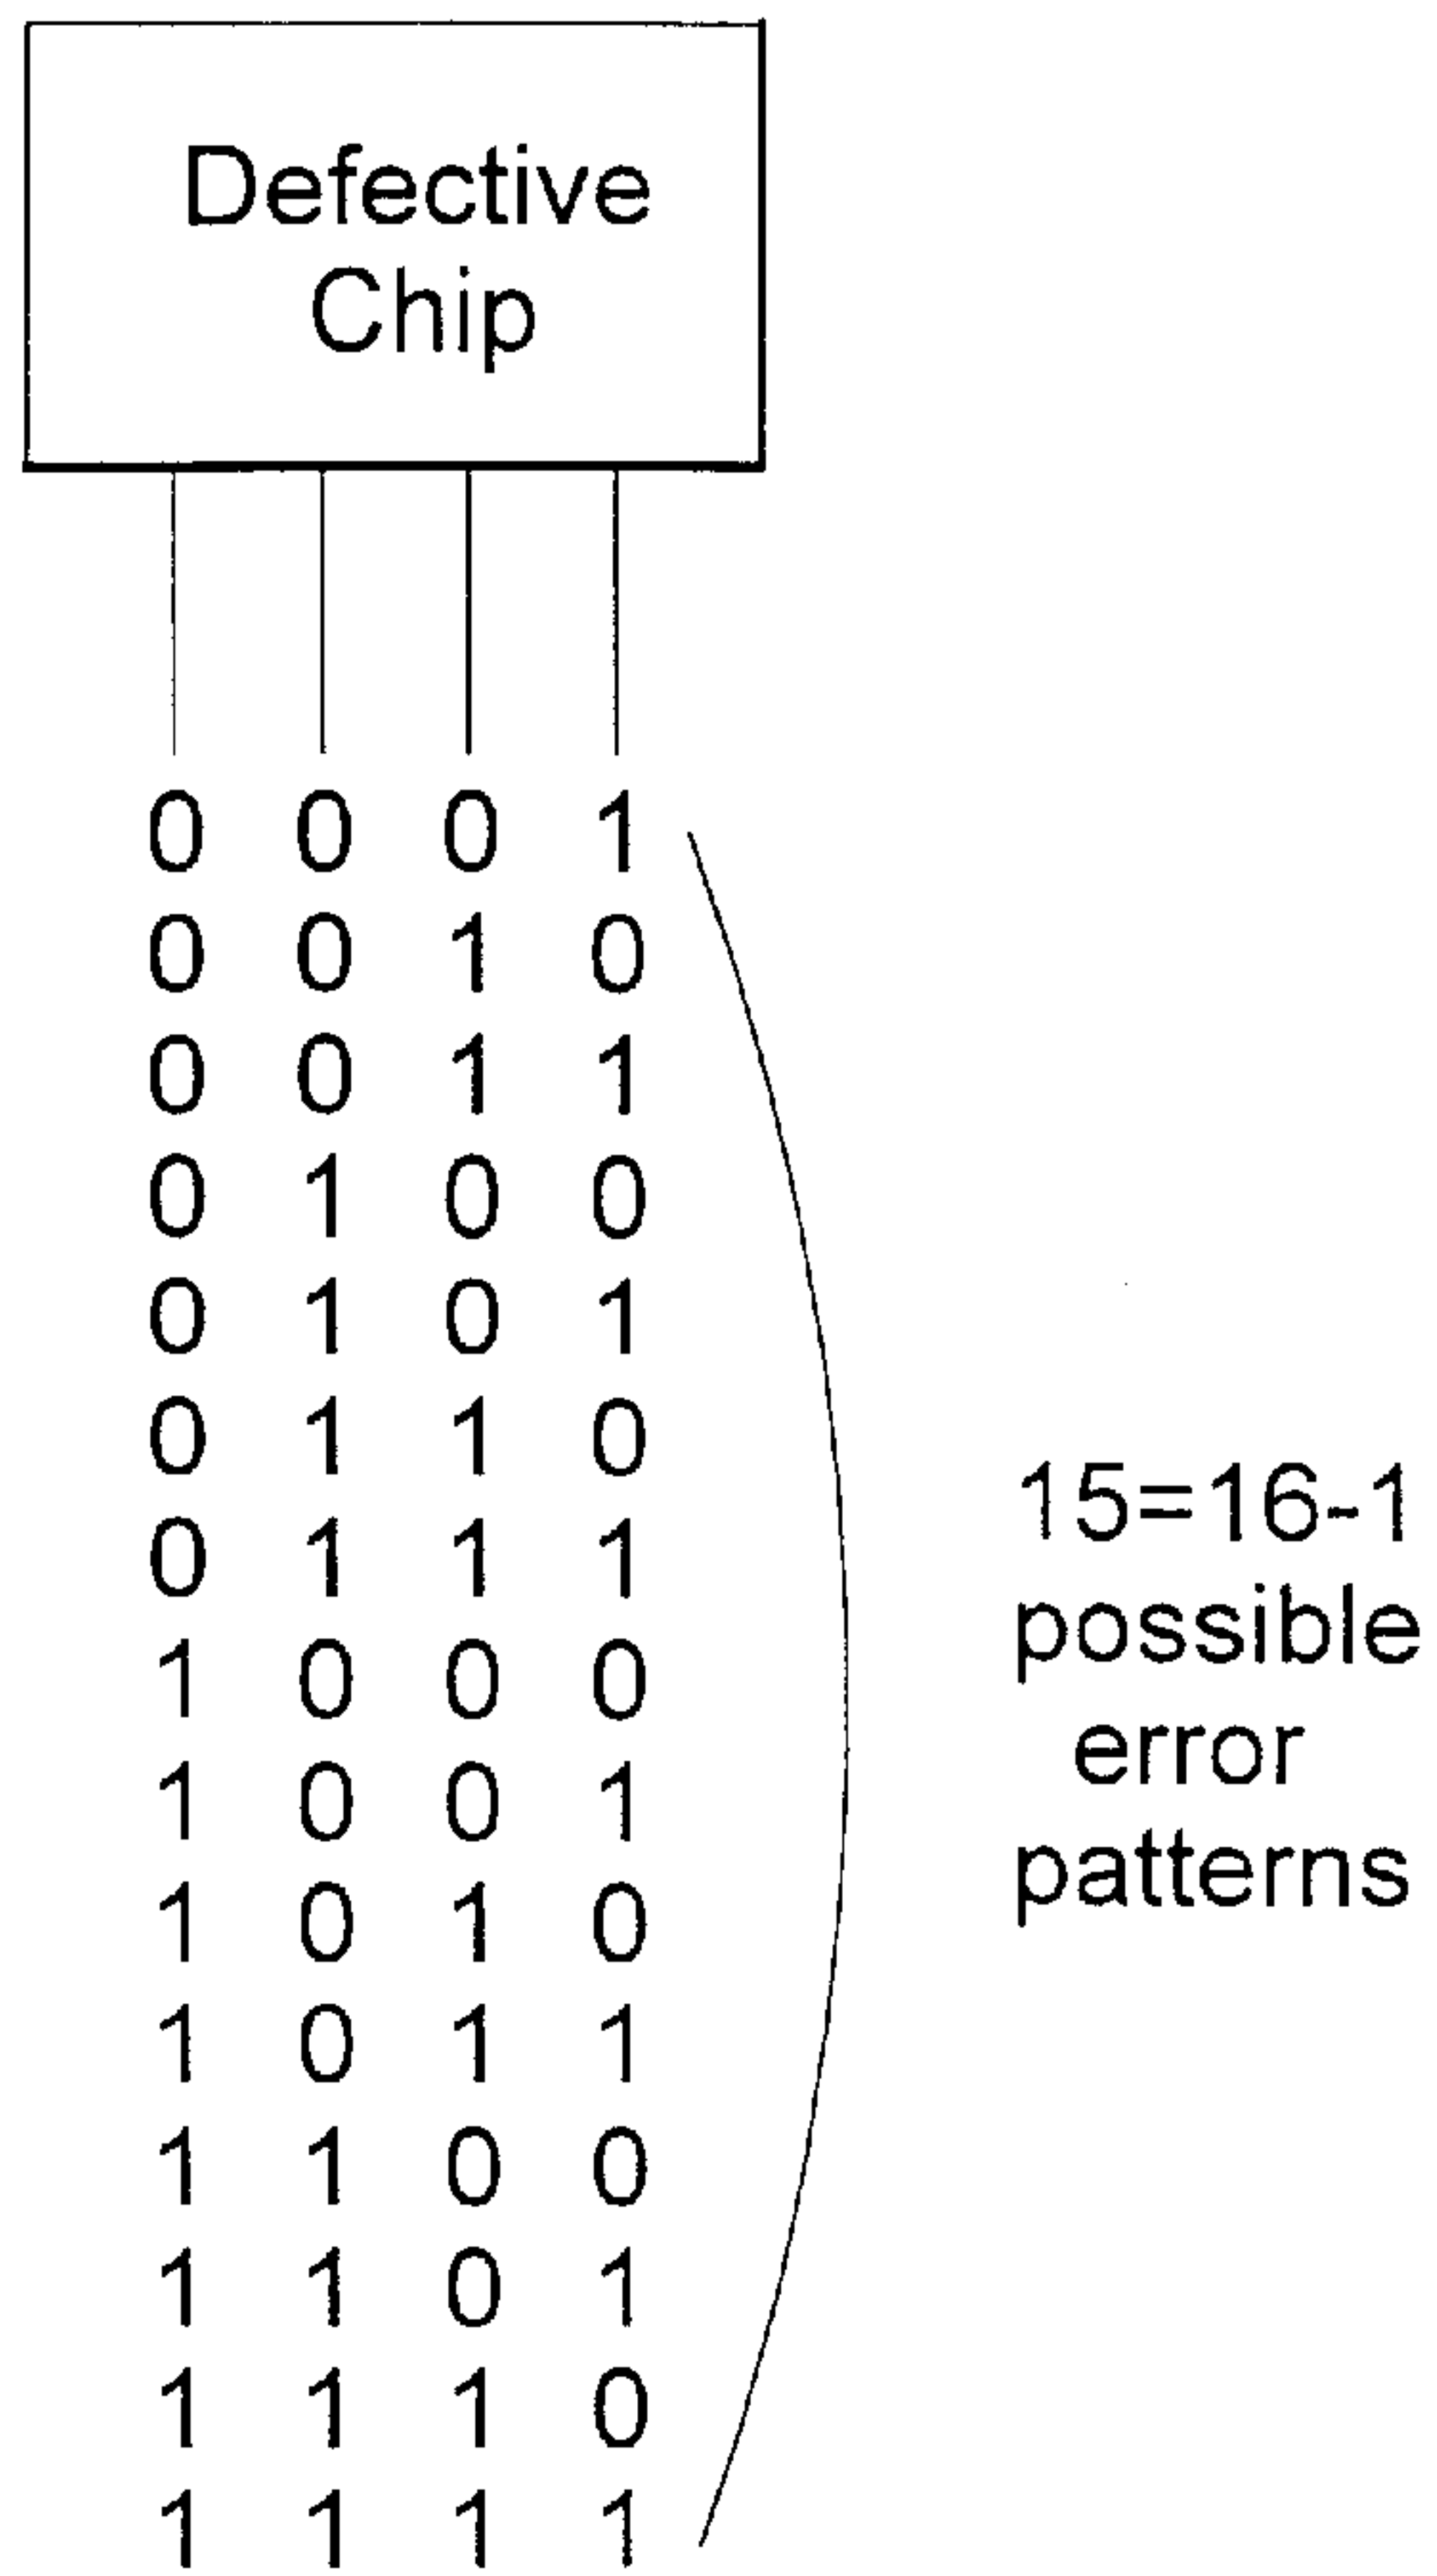 Defective
Chip
0 0 0 1
0 0 1 0
0 0 1 1
0 1 0 0
0 1 0 1
0 1 1 0
0 1 1 1
1 0 0 0
1 0 0 1
1 0 1 0
1 0 1 1
1 1 0 0
1 1 0 1
1 1 1 0
1 1 1 1
15=16-1
possible
error
patterns